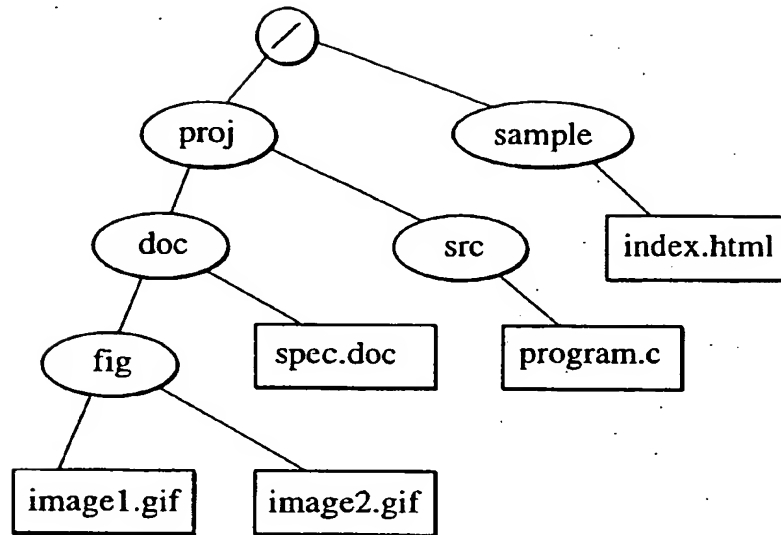 /
proj
sample
doc
src
index.html
fig
spec.doc
program.c
image1.gif
image2.gif